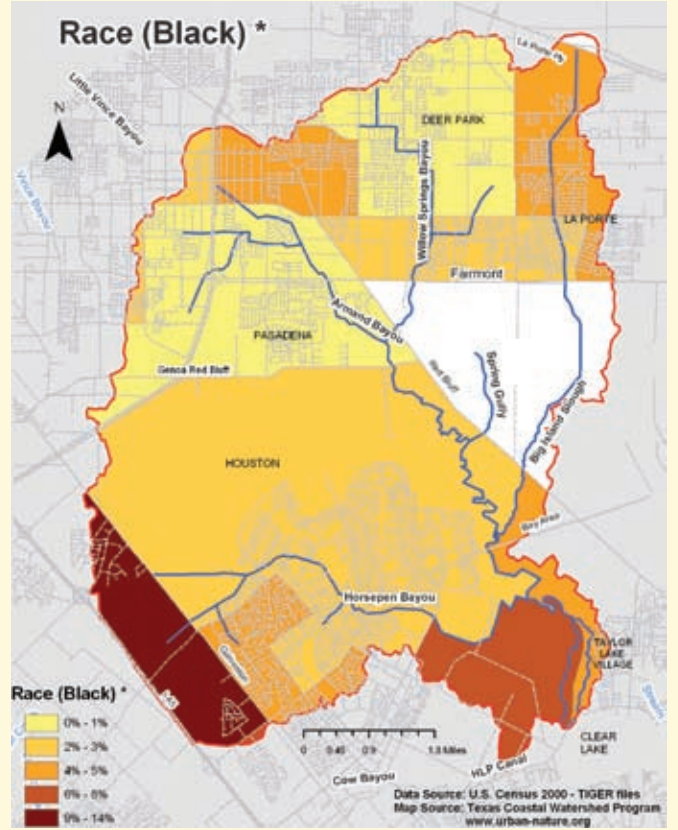 Race (Black) *
La Porte
Little Vince Bayou
N
DEER PARK
Vince Bayou
Willow Springs Bayou
LA PORTE
Fairmont
Armand Bayou
PASADENA
Red Bluff
Spring Gully
Genoa Red Bluff
Big Island Slough
HOUSTON
Bay Area
Horsepen Bayou
TAYLOR
LAKE
VILLAGE
Galveston
I-45
Race (Black) *
0% - 1%
2% - 3%
4% - 5%
6% - 8%
9% - 14%
0 0.45 0.9 1.8 Miles
CLEAR
LAKE
HLP Canal
Cow Bayou
Data Source: U.S. Census 2000 - TIGER files
Map Source: Texas Coastal Watershed Program
www.urban-nature.org